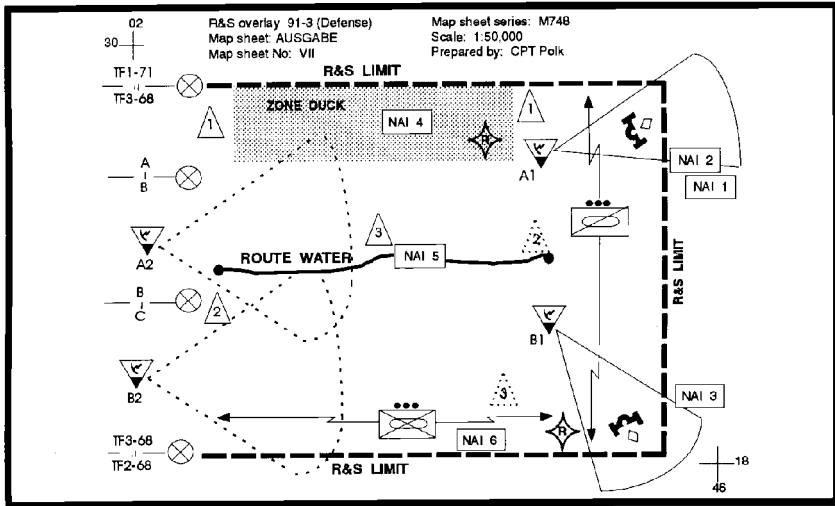 02
30
R&S overlay 91-3 (Defense)
Map sheet: AUSGABE
Map sheet No: VII
Map sheet series: M748
Scale: 1:50,000
Prepared by: CPT Polk
TF1-71
TF3-68
R&S LIMIT
ZONE DUCK
1
NAI 4
R
1
A1
NAI 2
NAI 1
A
B
A2
ROUTE WATER
3
NAI 5
2
R&S LIMIT
B
C
2
B1
B2
3
NAI 3
R
NAI 6
TF3-68
TF2-68
R&S LIMIT
18
46